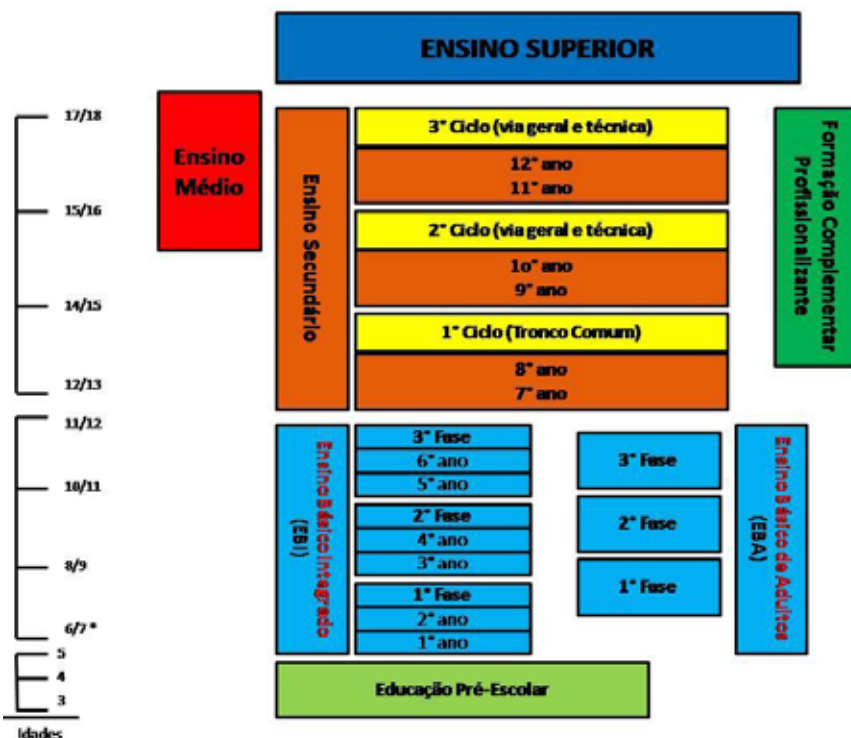 ENSINO SUPERIOR
17/18
15/16
14/15
12/13
11/12
10/11
8/9
6/7 *
5
4
3
Idades
Ensino
Médio
Ensino Secundário
3° Ciclo (via geral e técnica)
12° ano
11° ano
2° Ciclo (via geral e técnica)
1o° ano
9° ano
1° Ciclo (Tronco Comum)
8° ano
7° ano
Formação Complementar
Profissionalizante
Ensino Básico Integrado
(EBI)
3° Fase
6° ano
5° ano
2° Fase
4° ano
3° ano
1° Fase
2° ano
1° ano
3° Fase
2° Fase
1° Fase
Ensino Básico de Adultos
(EBA)
Educação Pré-Escolar